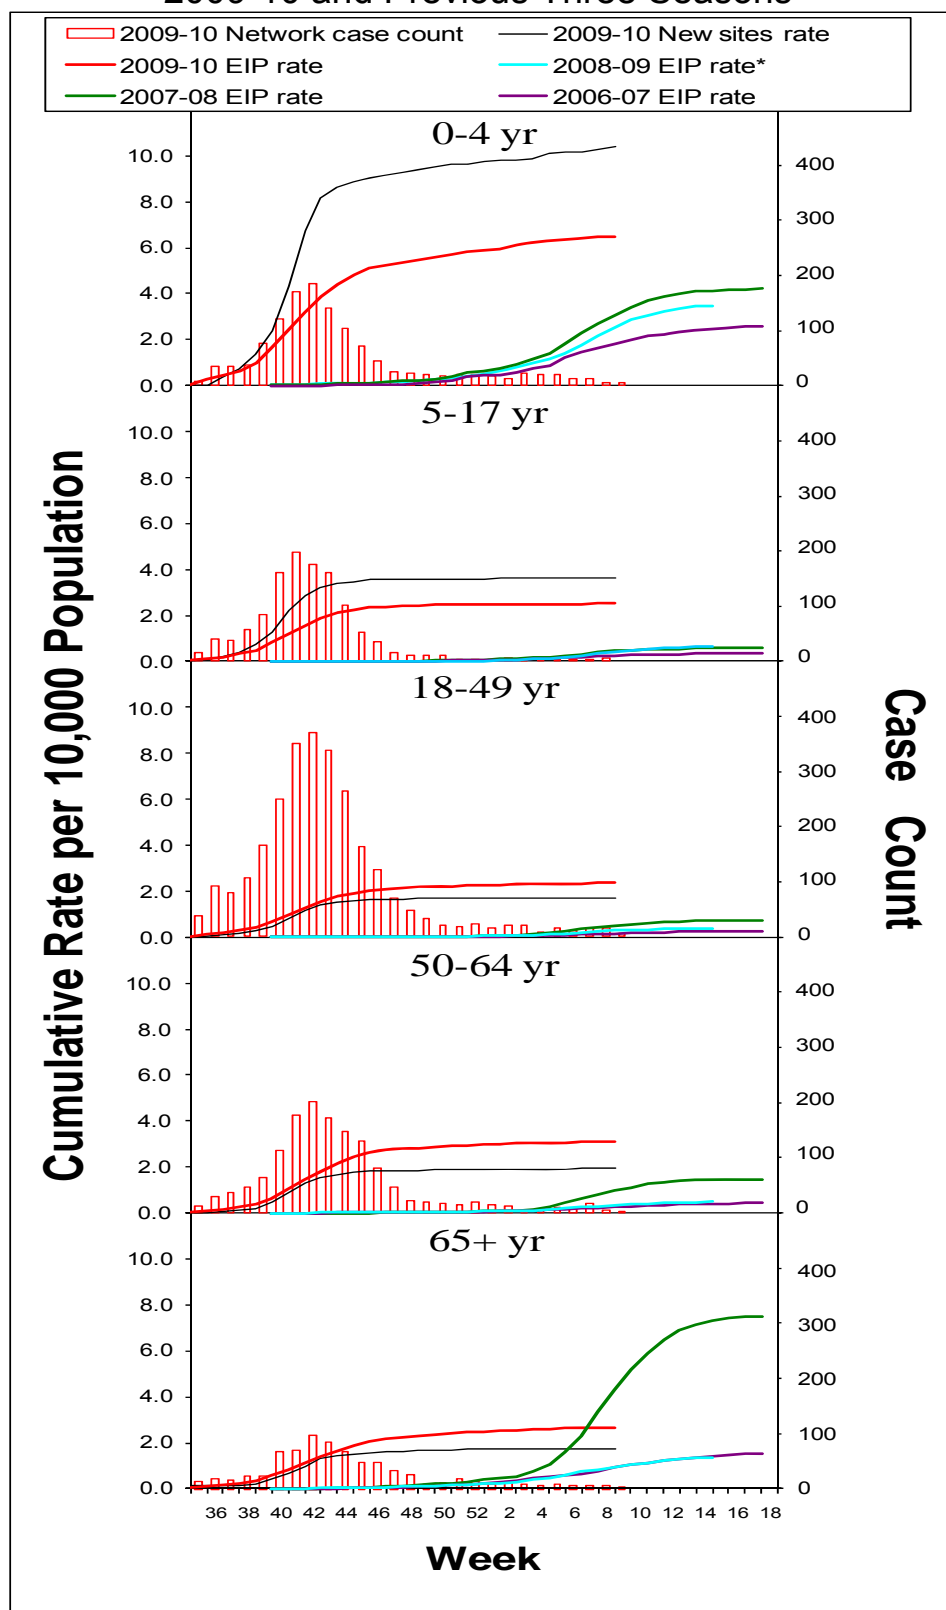 2009-10 and Previous Three Seasons
2009-10 Network case count 2009-10 New sites rate
2009-10 EIP rate 2008-09 EIP rate*
2007-08 EIP rate 2006-07 EIP rate
Cumulative Rate per 10,000 Population
Case Count
0-4 yr
10.0 400
8.0 300
6.0
4.0 200
2.0 100
0.0 0
5-17 yr
10.0 400
8.0 300
6.0
4.0 200
2.0 100
0.0 0
18-49 yr
10.0 400
8.0 300
6.0
4.0 200
2.0 100
0.0 0
50-64 yr
10.0 400
8.0 300
6.0
4.0 200
2.0 100
0.0 0
65+ yr
10.0 400
8.0 300
6.0
4.0 200
2.0 100
0.0 0
36 38 40 42 44 46 48 50 52 2 4 6 8 10 12 14 16 18
Week